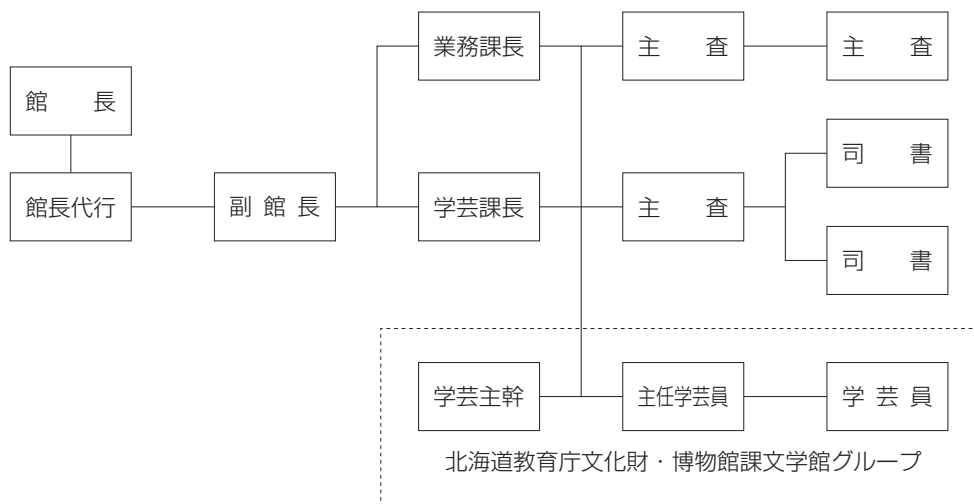 館　長
館長代行
副館長
業務課長
主　査
主　査
学芸課長
主　査
司　書
司　書
学芸主幹
主任学芸員
学芸員
北海道教育庁文化財・博物館課文学館グループ